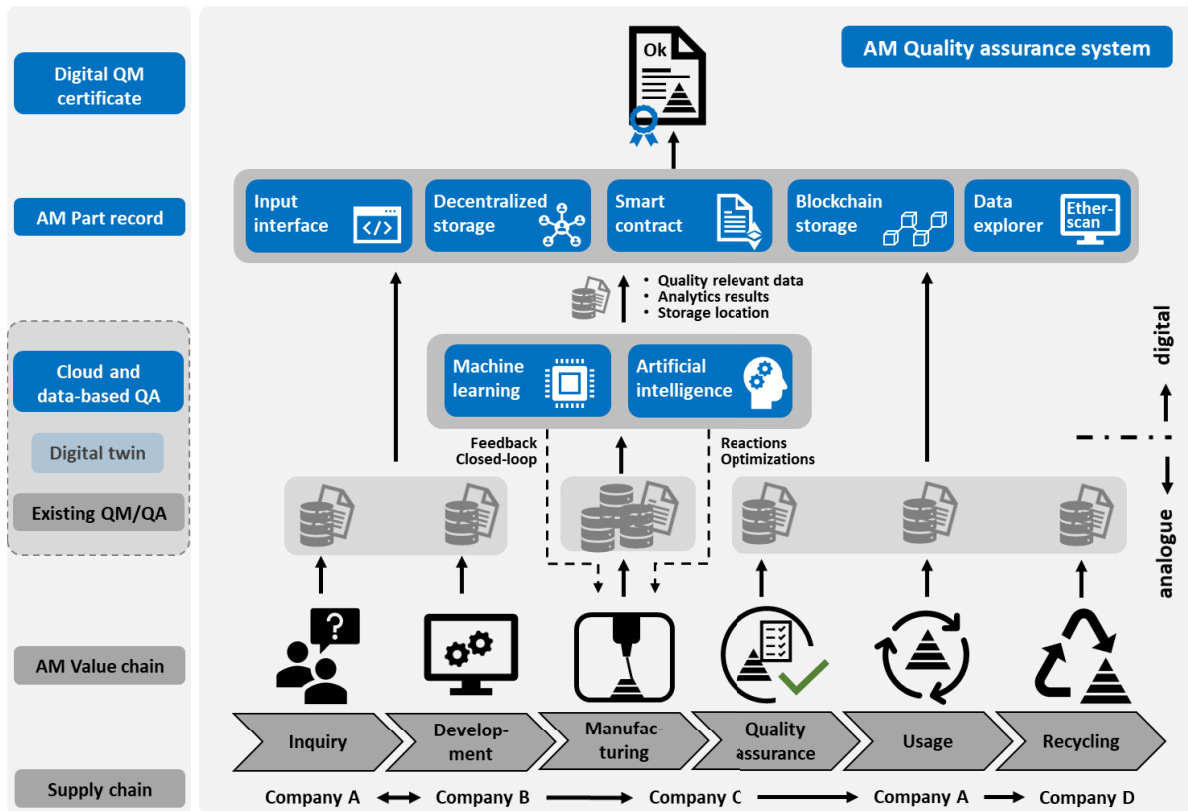 AM Quality assurance system
Ok
Digital QM
certificate
AM Part record
Input
interface
</>
Decentralized
storage
Smart
contract
Blockchain
storage
Data
explorer
Ether-
scan
• Quality relevant data
• Analytics results
• Storage location
Cloud and
data-based QA
Digital twin
Existing QM/QA
Machine
learning
Artificial
intelligence
Feedback
Closed-loop
Reactions
Optimizations
digital
analogue
?
AM Value chain
Inquiry
Develop-
ment
Manufac-
turing
Quality
assurance
Usage
Recycling
Supply chain
Company A
Company B
Company C
Company A
Company D